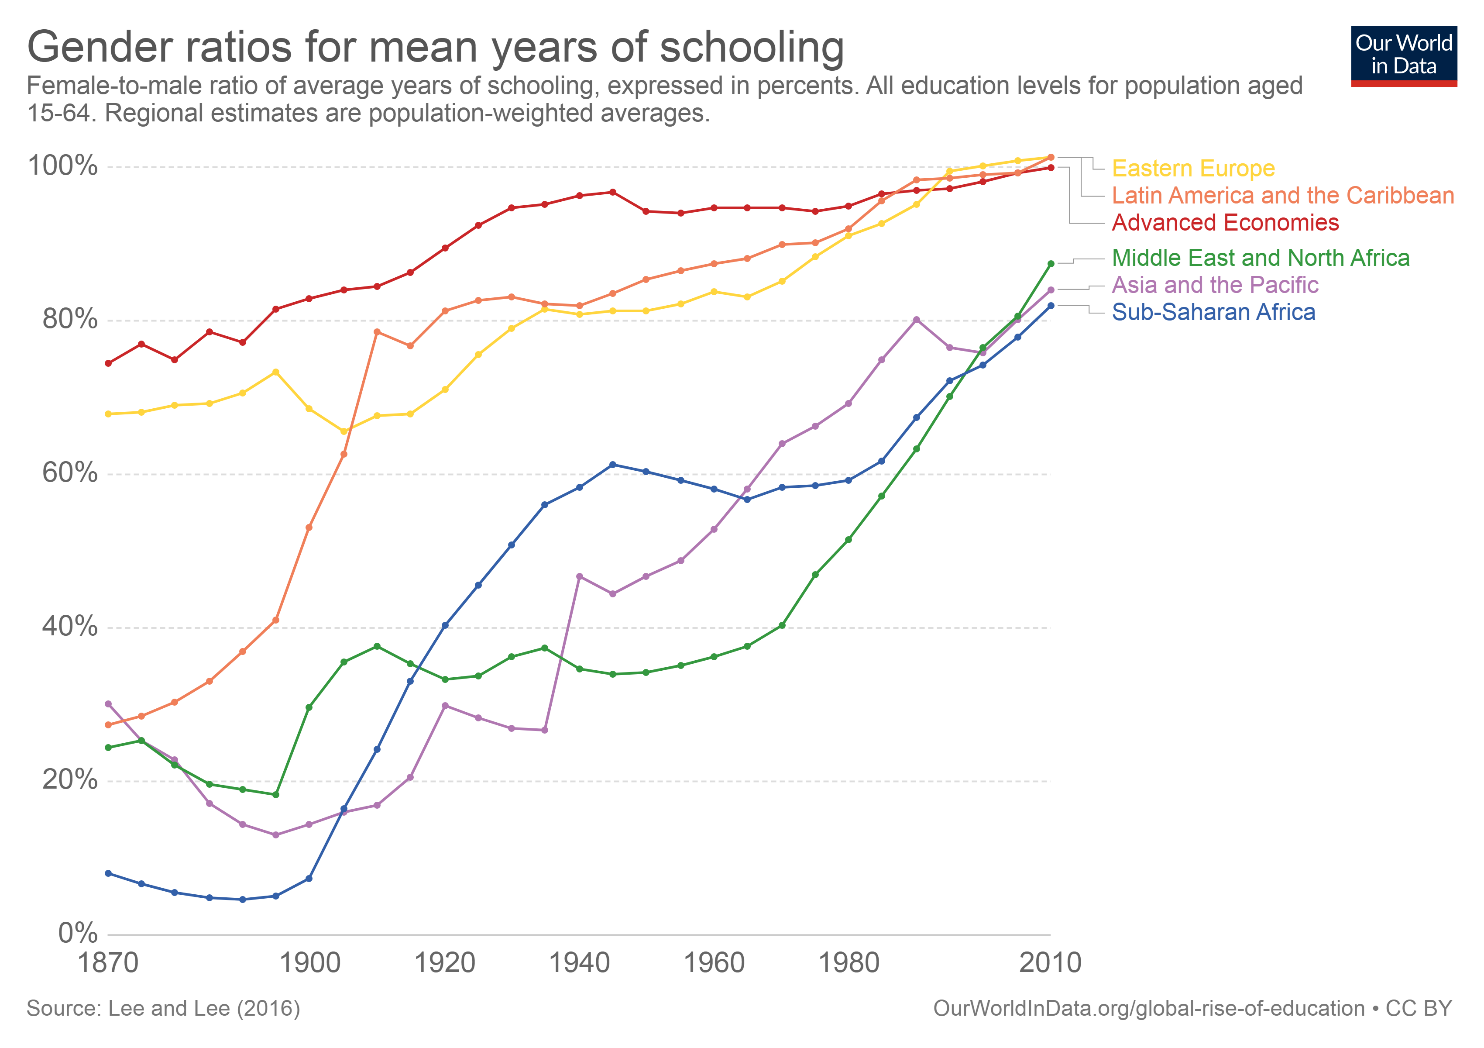 Gender ratios for mean years of schooling
Our World
in Data
Female-to-male ratio of average years of schooling, expressed in percents. All education levels for population aged
15-64. Regional estimates are population-weighted averages.
100%
80%
60%
40%
20%
0%
Eastern Europe
Latin America and the Caribbean
Advanced Economies
Middle East and North Africa
Asia and the Pacific
Sub-Saharan Africa
1870 1900 1920 1940 1960 1980 2010
Source: Lee and Lee (2016)
OurWorldInData.org/global-rise-of-education • CC BY